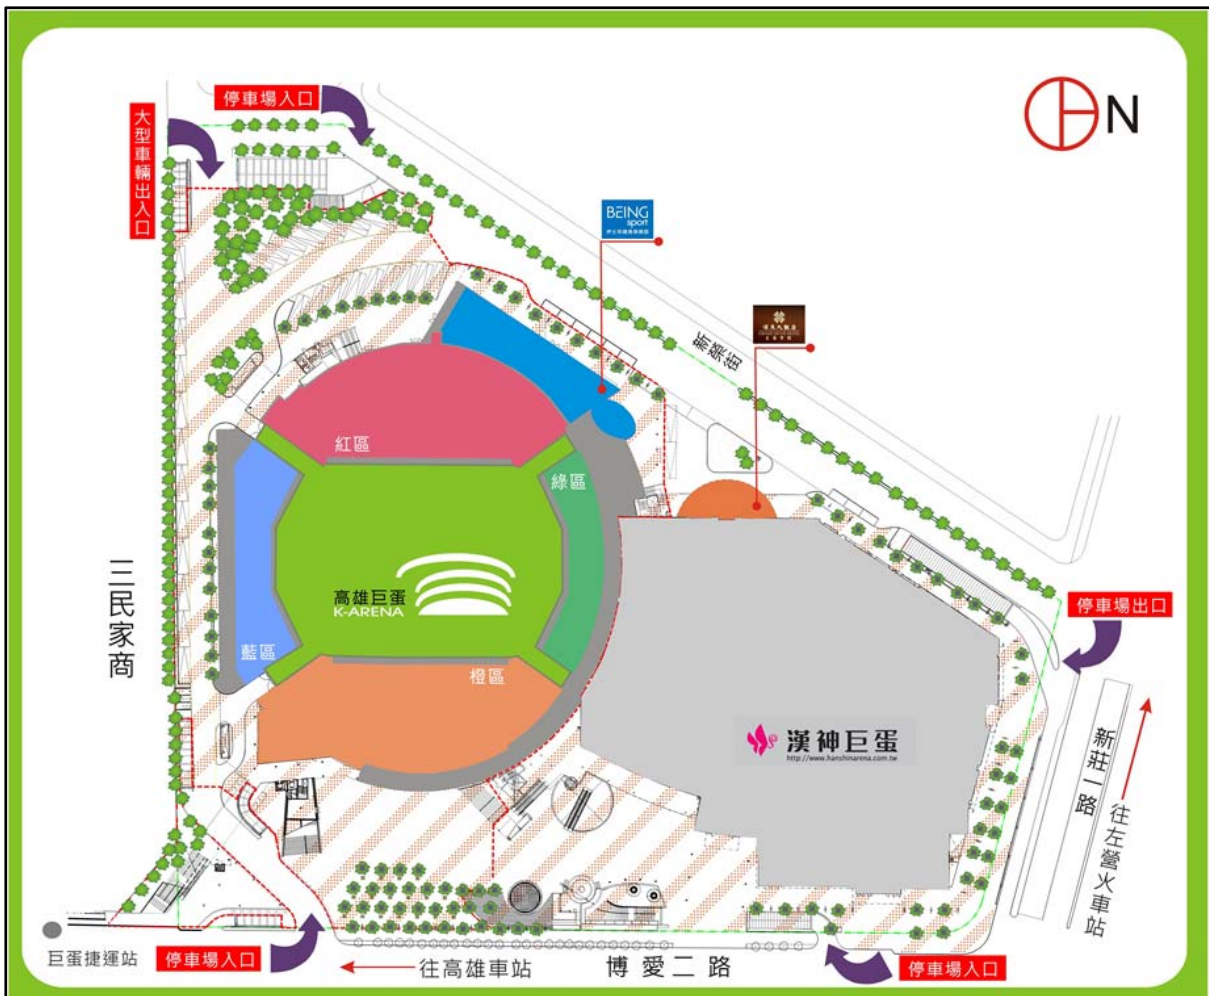 停車場入口
大型車輛出入口
N
BEING
sport
新榮街
紅區
綠區
高雄巨蛋
K-ARENA
藍區
橙區
三民家商
停車場出口
漢神巨蛋
http://www.hanshinarena.com.tw
新莊一路
往左營火車站
巨蛋捷運站
停車場入口
往高雄車站
博愛二路
停車場入口